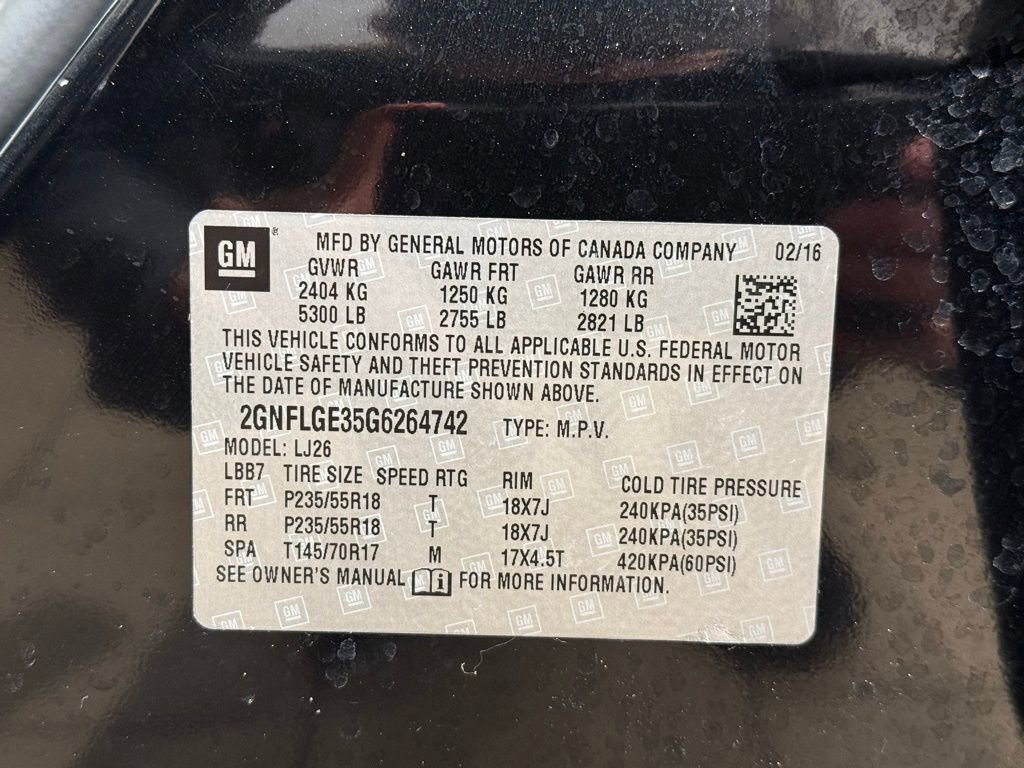 GM ® MFD BY GENERAL MOTORS OF CANADA COMPANY 02/16
GVWR GAWR FRT GAWR RR
2404 KG 1250 KG 1280 KG
5300 LB 2755 LB 2821 LB
THIS VEHICLE CONFORMS TO ALL APPLICABLE U.S. FEDERAL MOTOR
VEHICLE SAFETY AND THEFT PREVENTION STANDARDS IN EFFECT ON
THE DATE OF MANUFACTURE SHOWN ABOVE.
2GNFLGE35G6264742 TYPE: M.P.V.
MODEL: LJ26
LBB7 TIRE SIZE SPEED RTG RIM COLD TIRE PRESSURE
FRT P235/55R18 T 18X7J 240KPA(35PSI)
RR P235/55R18 T 18X7J 240KPA(35PSI)
SPA T145/70R17 M 17X4.5T 420KPA(60PSI)
SEE OWNER'S MANUAL i FOR MORE INFORMATION.